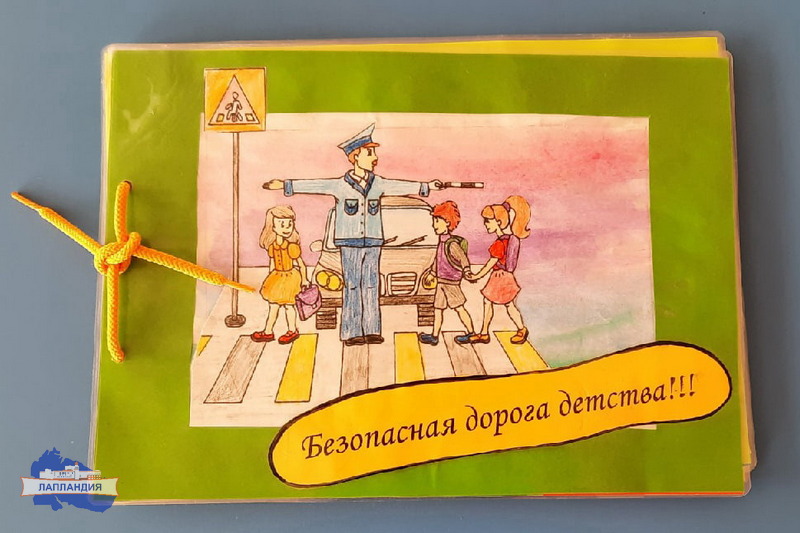 Безопасная дорога детства!!!
ЛАПЛАНДИЯ